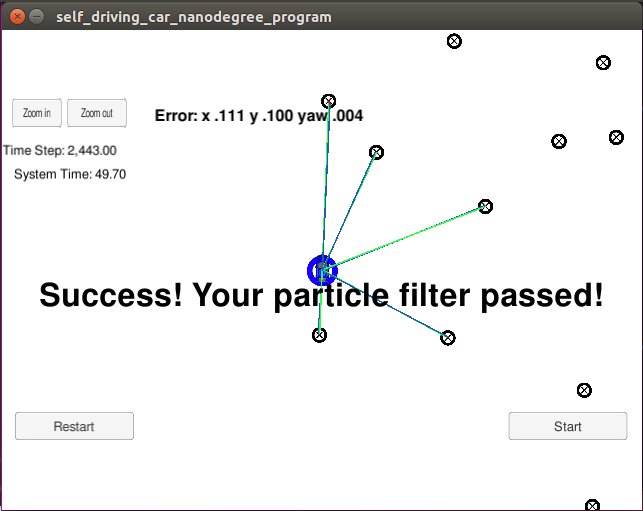 self_driving_car_nanodegree_program
Zoom in
Zoom out
Error: x .111 y .100 yaw .004
Time Step: 2,443.00
System Time: 49.70
Success! Your particle filter passed!
Restart
Start